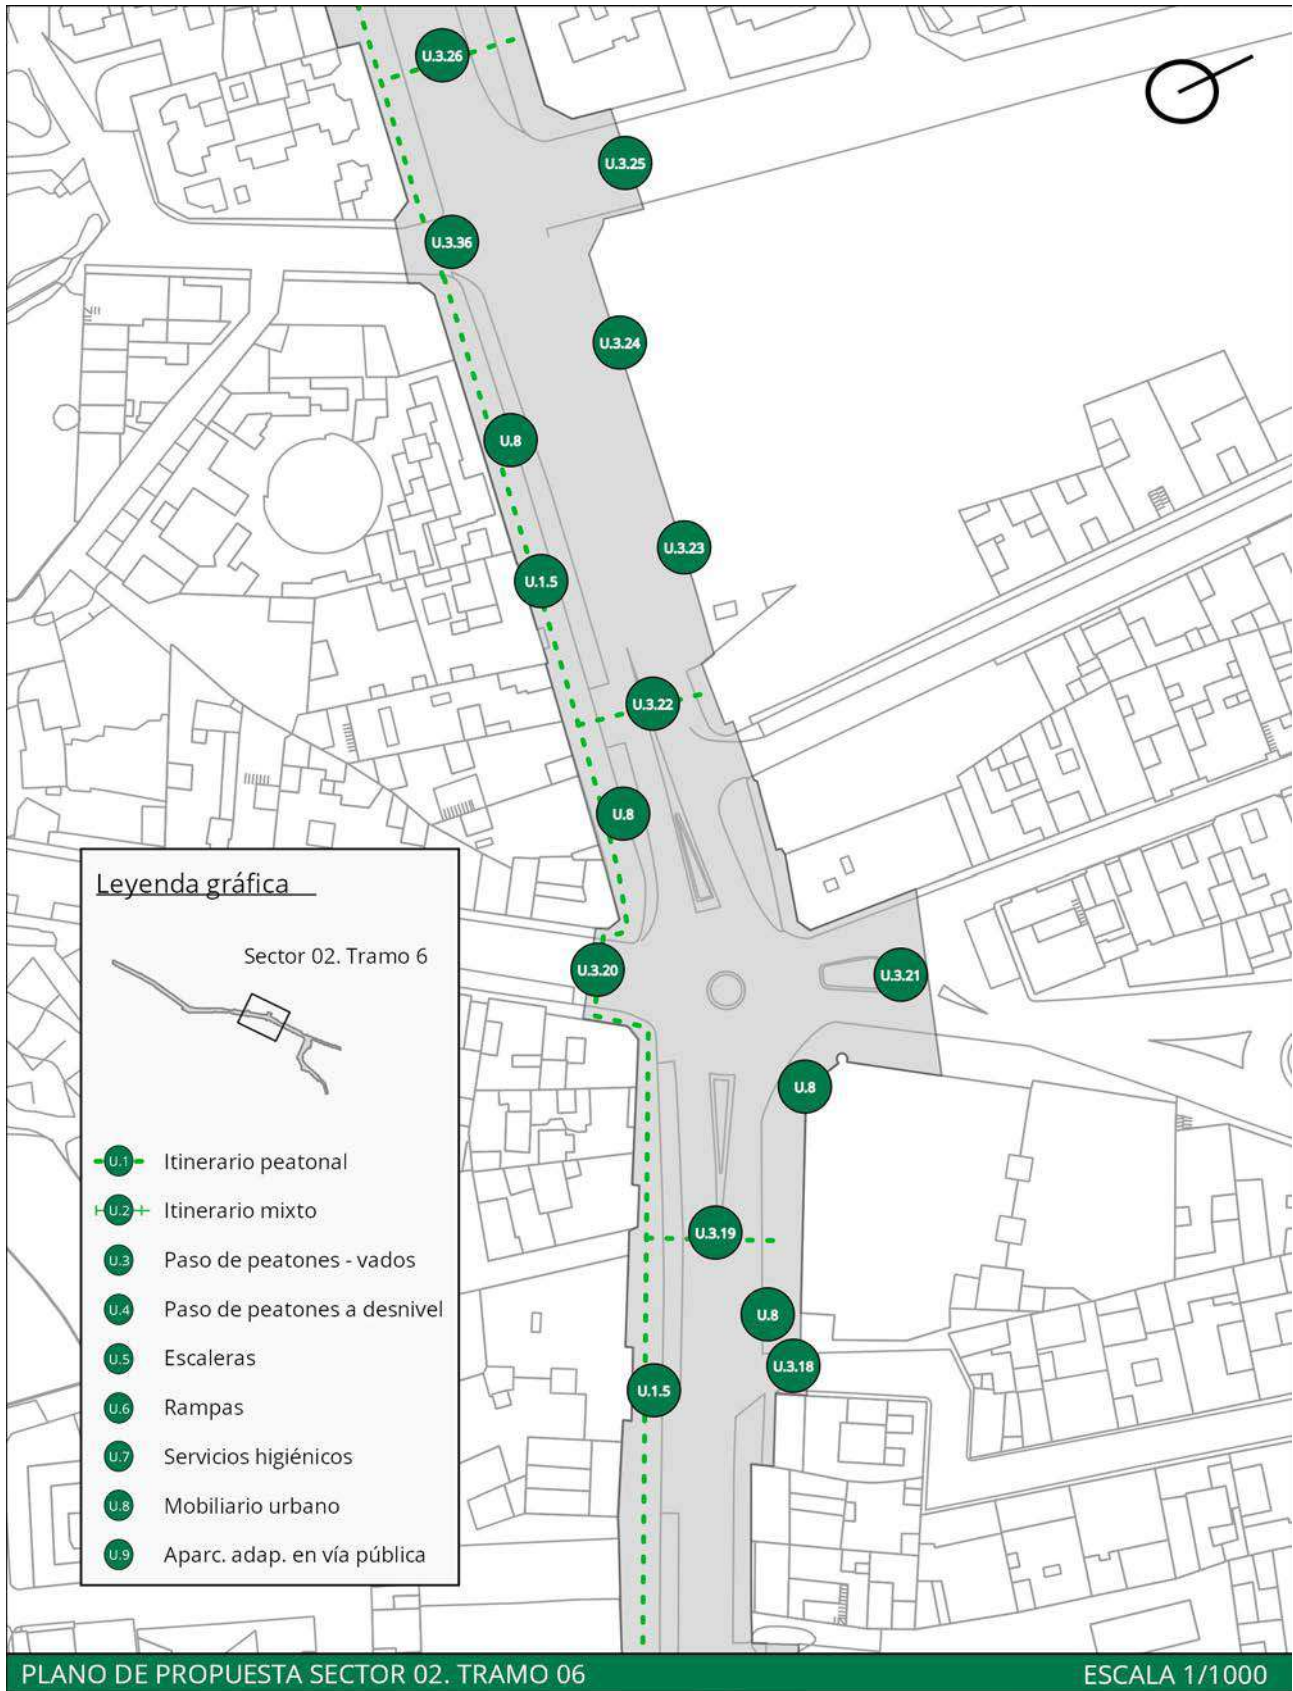 U.3.26
U.3.25
U.3.36
U.3.24
U.8
U.3.23
U.1.5
U.3.22
U.8
U.3.20
U.3.21
U.8
U.3.19
U.8
U.3.18
U.1.5
Leyenda gráfica
Sector 02. Tramo 6
U.1 Itinerario peatonal
U.2 Itinerario mixto
U.3 Paso de peatones - vados
U.4 Paso de peatones a desnivel
U.5 Escaleras
U.6 Rampas
U.7 Servicios higiénicos
U.8 Mobiliario urbano
U.9 Aparc. adap. en vía pública
PLANO DE PROPUESTA SECTOR 02. TRAMO 06
ESCALA 1/1000